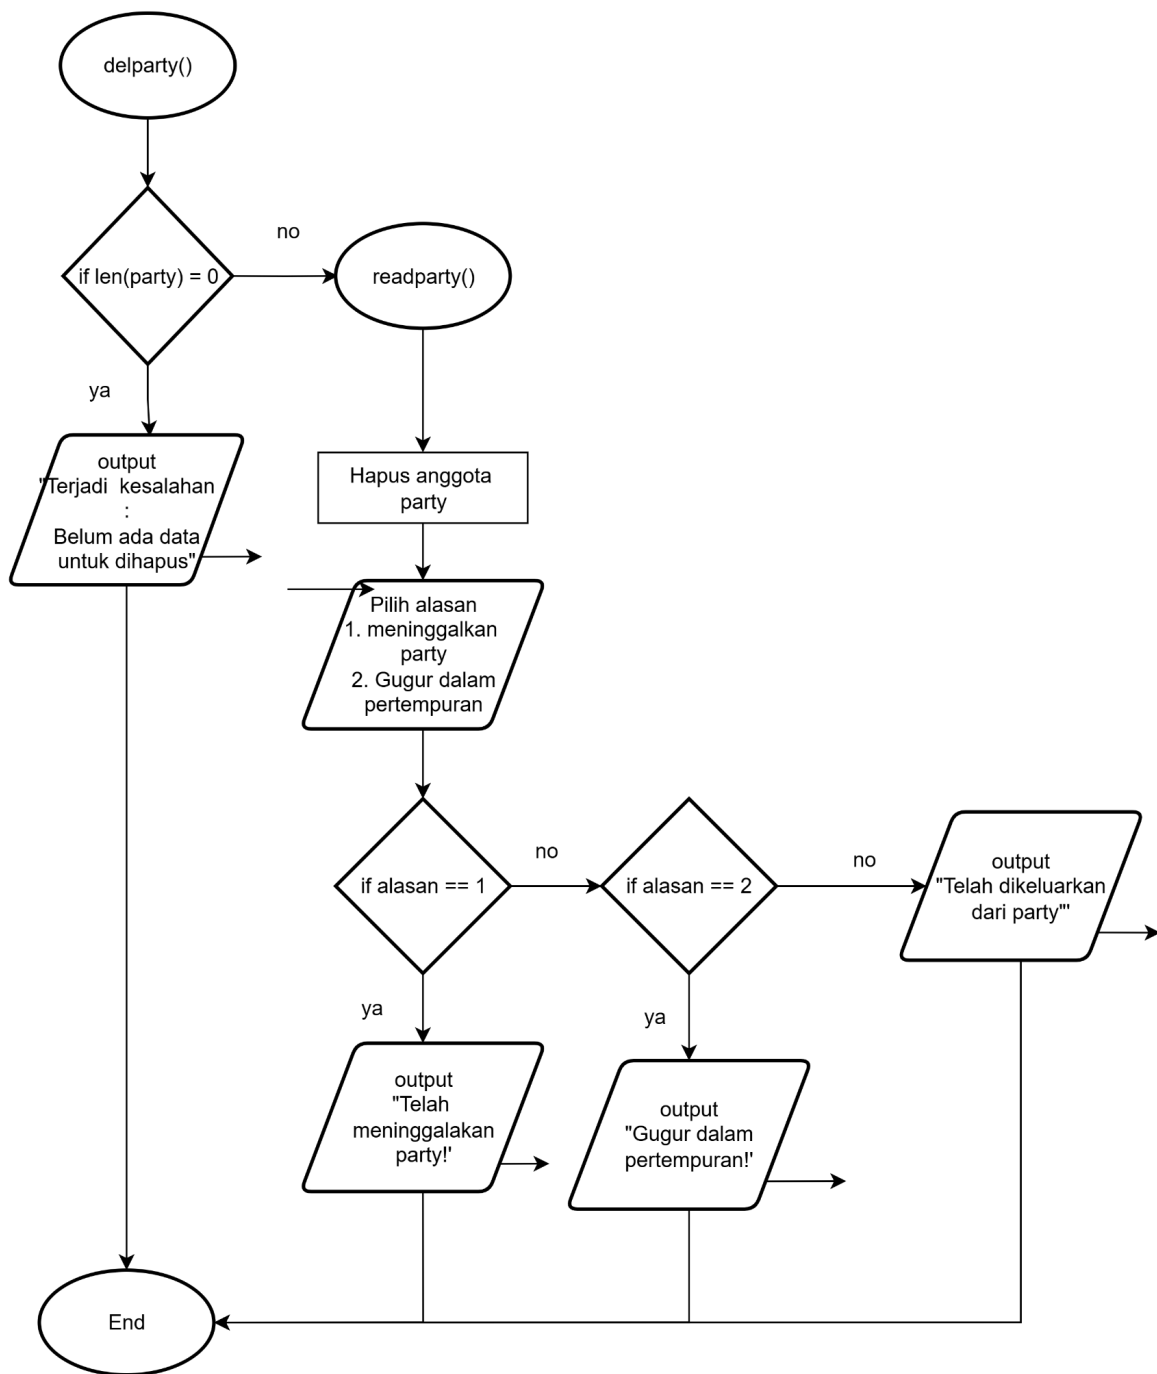 delparty()
no
if len(party) = 0
readparty()
ya
output
"Terjadi  kesalahan
:
Belum ada data
untuk dihapus"
Hapus anggota
party
Pilih alasan
1. meninggalkan
party
2. Gugur dalam
pertempuran
if alasan == 1
no
if alasan == 2
no
output
"Telah dikeluarkan
dari party"'
ya
output
"Telah
meninggalakan
party!'
ya
output
"Gugur dalam
pertempuran!'
End